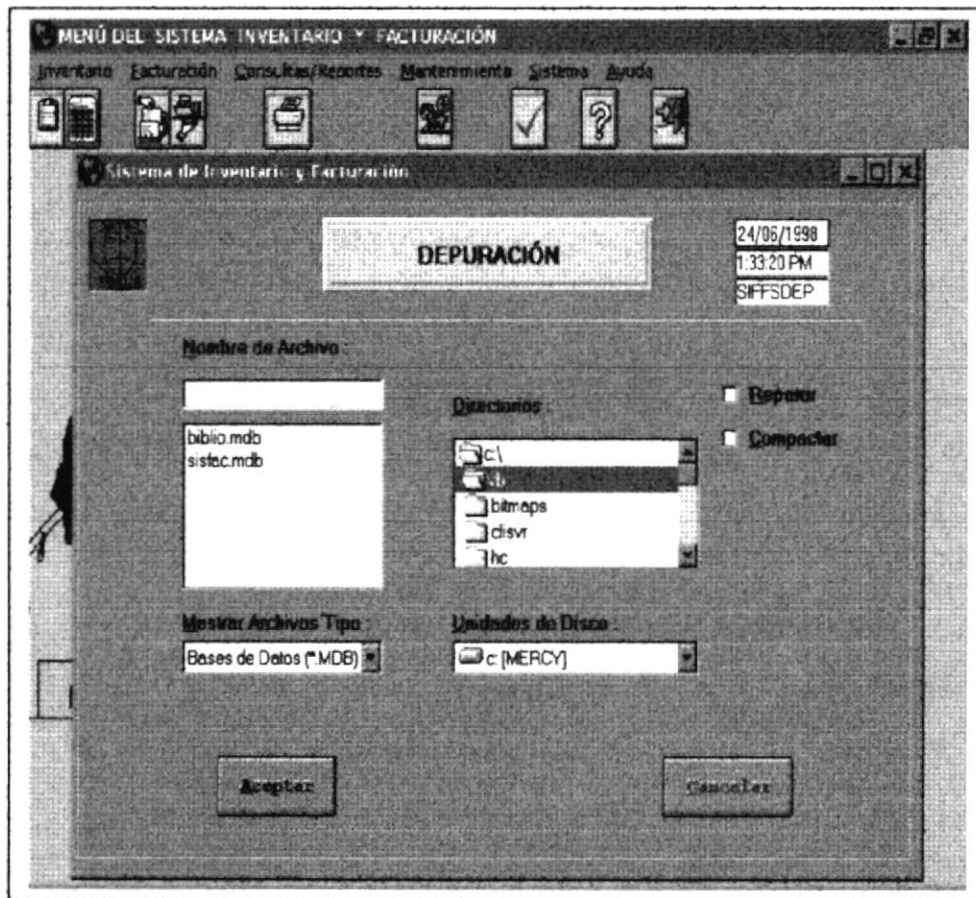 MENÚ DEL SISTEMA INVENTARIO Y FACTURACIÓN
Inventario Facturación Consultas/Reportes Mantenimiento Sistema Ayuda
Sistema de Inventario y Facturación
DEPURACIÓN
24/06/1998
1:33:20 PM
SIFFSDEP
Nombre de Archivo :
biblio.mdb
sisfac.mdb
Directorios :
c:\
vb
bitmaps
clisvr
hc
Reparar
Compactar
Mostrar Archivos Tipo :
Bases de Datos (*.MDB)
Unidades de Disco :
c: [MERCY]
Aceptar
Cancelar